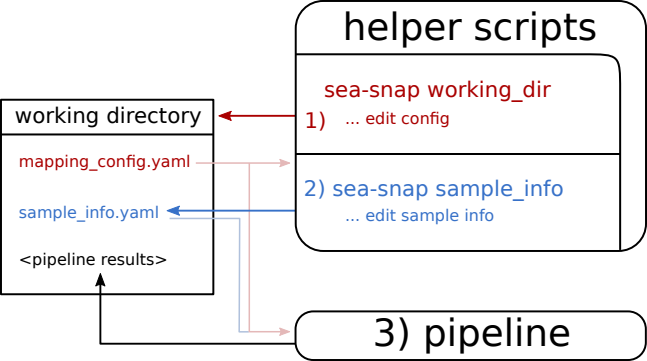 helper scripts
sea-snap working_dir
1) ... edit config
working directory
mapping_config.yaml
2) sea-snap sample_info
... edit sample info
sample_info.yaml
<pipeline results>
3) pipeline